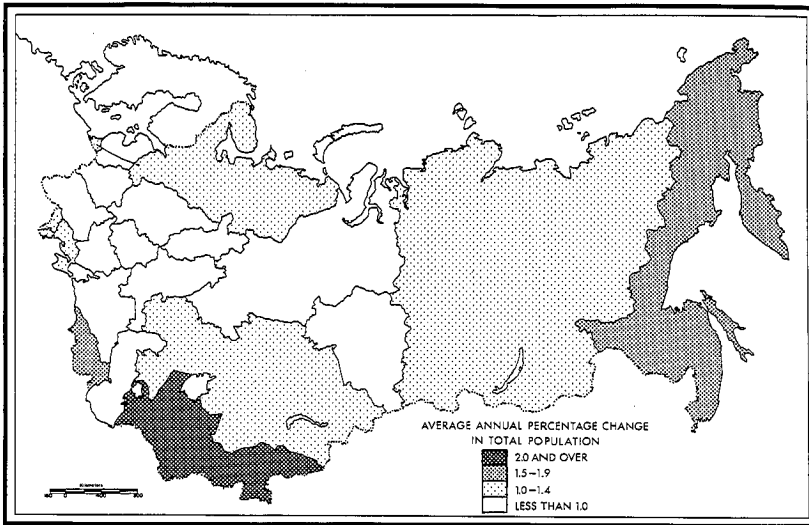 AVERAGE ANNUAL PERCENTAGE CHANGE
IN TOTAL POPULATION
2.0 AND OVER
1.5–1.9
1.0–1.4
LESS THAN 1.0
Kilometers